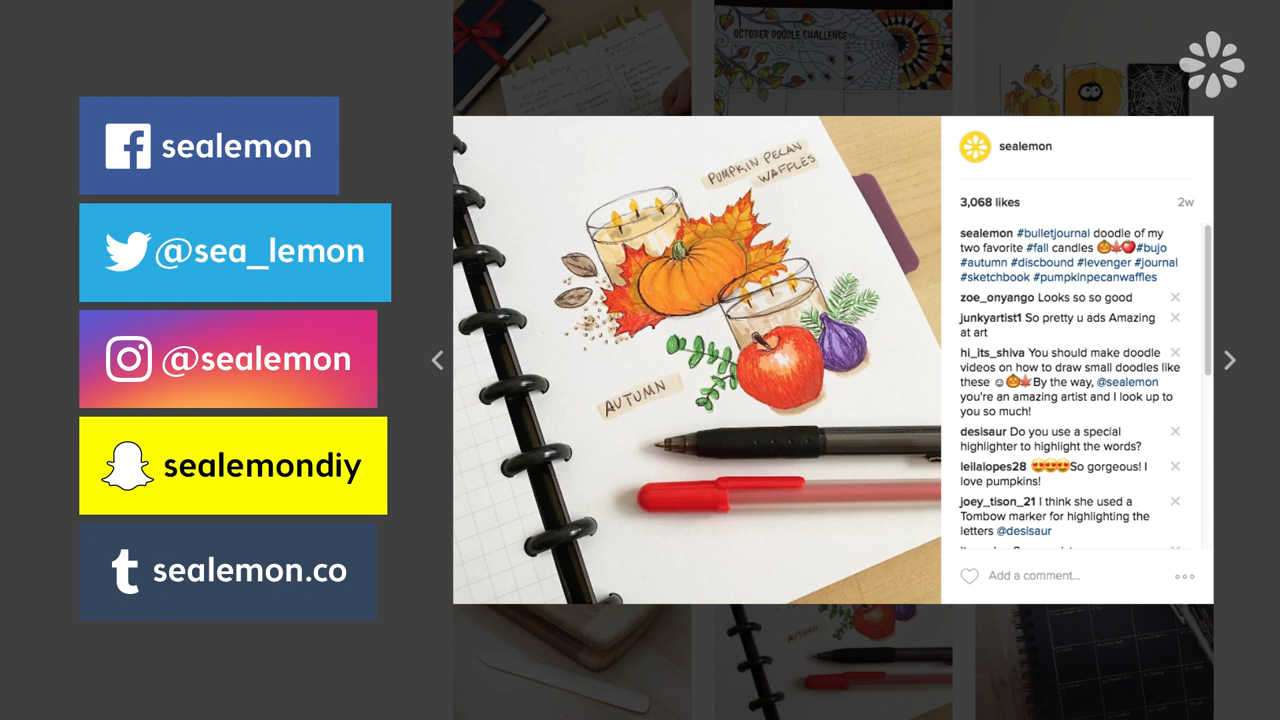 sealemon
@sea_lemon
@sealemon
sealemondiy
sealemon.co
OCTOBER DOODLE CHALLENGE
PUMPKIN PECAN
WAFFLES
AUTUMN
sealemon
3,068 likes
2w
sealemon #bulletjournal doodle of my
two favorite #fall candles 🎃🍁🍎#bujo
#autumn #discbound #levenger #journal
#sketchbook #pumpkinpecanwaffles
zoe_onyango Looks so so good
junkyartist1 So pretty u ads Amazing
at art
hi_its_shiva You should make doodle
videos on how to draw small doodles like
these ☺🎃🍁By the way, @sealemon
you're an amazing artist and I look up to
you so much!
desisaur Do you use a special
highlighter to highlight the words?
leilalopes28 😍😍😍So gorgeous! I
love pumpkins!
joey_tison_21 I think she used a
Tombow marker for highlighting the
letters @desisaur
Add a comment...
AUTUMN